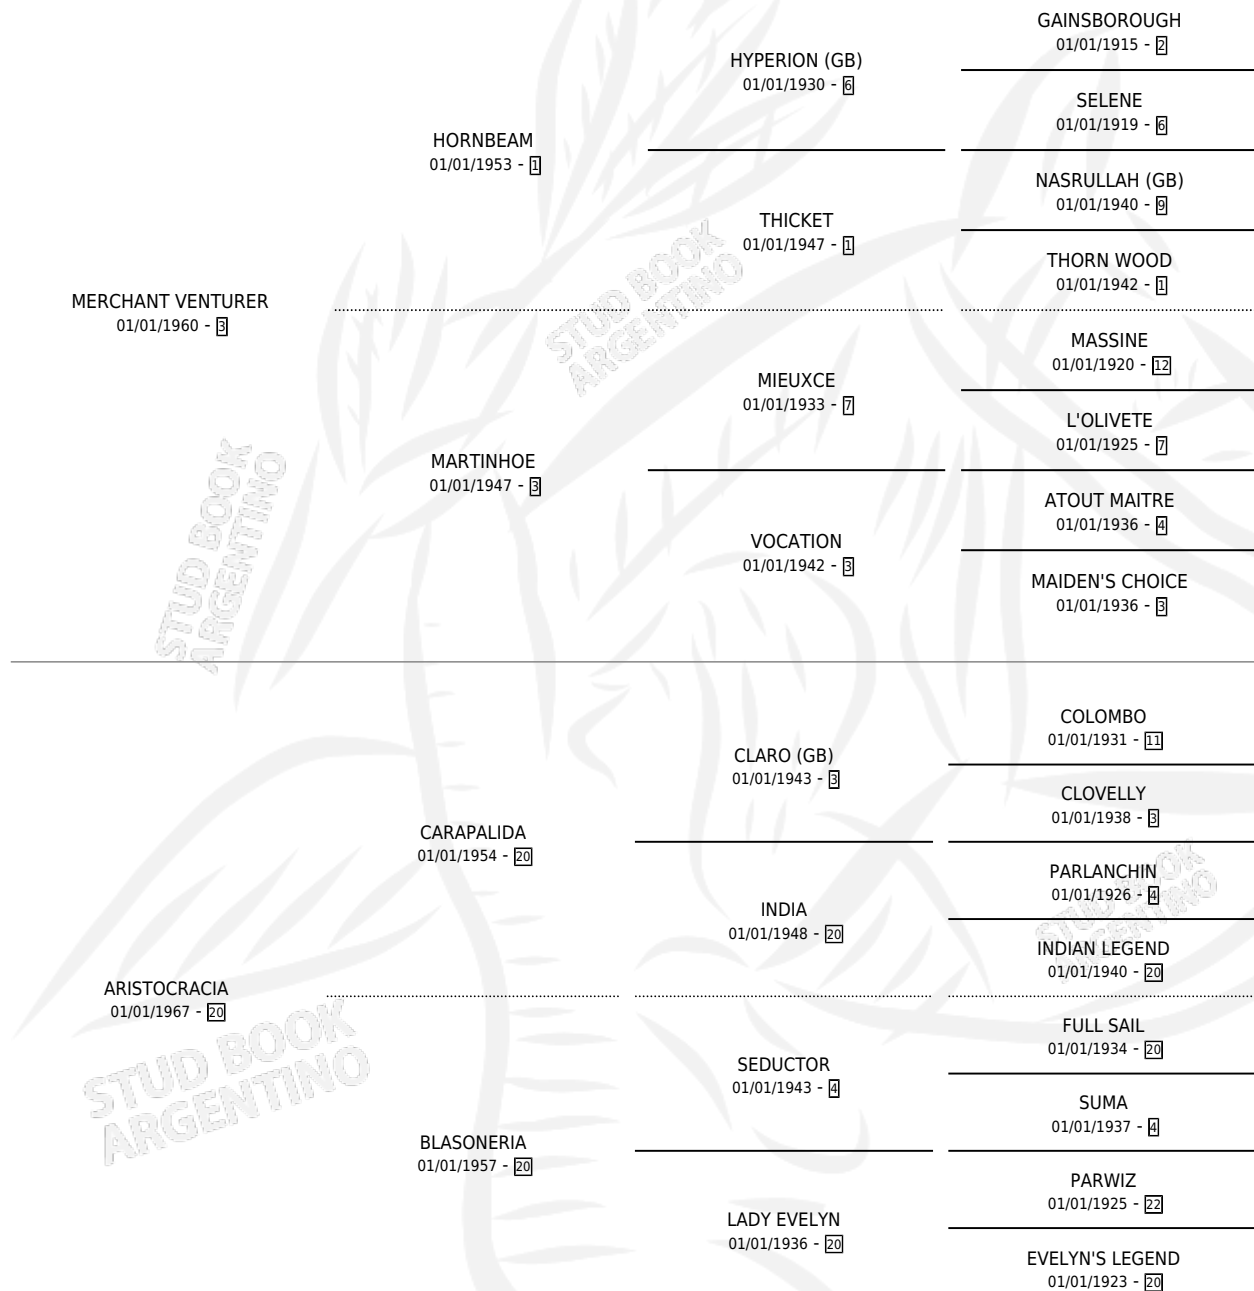 GAINSBOROUGH
01/01/1915 - 2
HYPERION (GB)
01/01/1930 - 6
SELENE
01/01/1919 - 6
HORNBEAM
01/01/1953 - 1
NASRULLAH (GB)
01/01/1940 - 9
THICKET
01/01/1947 - 1
THORN WOOD
01/01/1942 - 1
MERCHANT VENTURER
01/01/1960 - 3
MASSINE
01/01/1920 - 12
MIEUXCE
01/01/1933 - 7
L'OLIVETE
01/01/1925 - 7
MARTINHOE
01/01/1947 - 3
ATOUT MAITRE
01/01/1936 - 4
VOCATION
01/01/1942 - 3
MAIDEN'S CHOICE
01/01/1936 - 3
COLOMBO
01/01/1931 - 11
CLARO (GB)
01/01/1943 - 3
CLOVELLY
01/01/1938 - 3
CARAPALIDA
01/01/1954 - 20
PARLANCHIN
01/01/1926 - 4
INDIA
01/01/1948 - 20
INDIAN LEGEND
01/01/1940 - 20
ARISTOCRACIA
01/01/1967 - 20
FULL SAIL
01/01/1934 - 20
SEDUCTOR
01/01/1943 - 4
SUMA
01/01/1937 - 4
BLASONERIA
01/01/1957 - 20
PARWIZ
01/01/1925 - 22
LADY EVELYN
01/01/1936 - 20
EVELYN'S LEGEND
01/01/1923 - 20
STUD BOOK
ARGENTINO
STUD BOOK
ARGENTINO
STUD BOOK
ARGENTINO
STUD BOOK
ARGENTINO